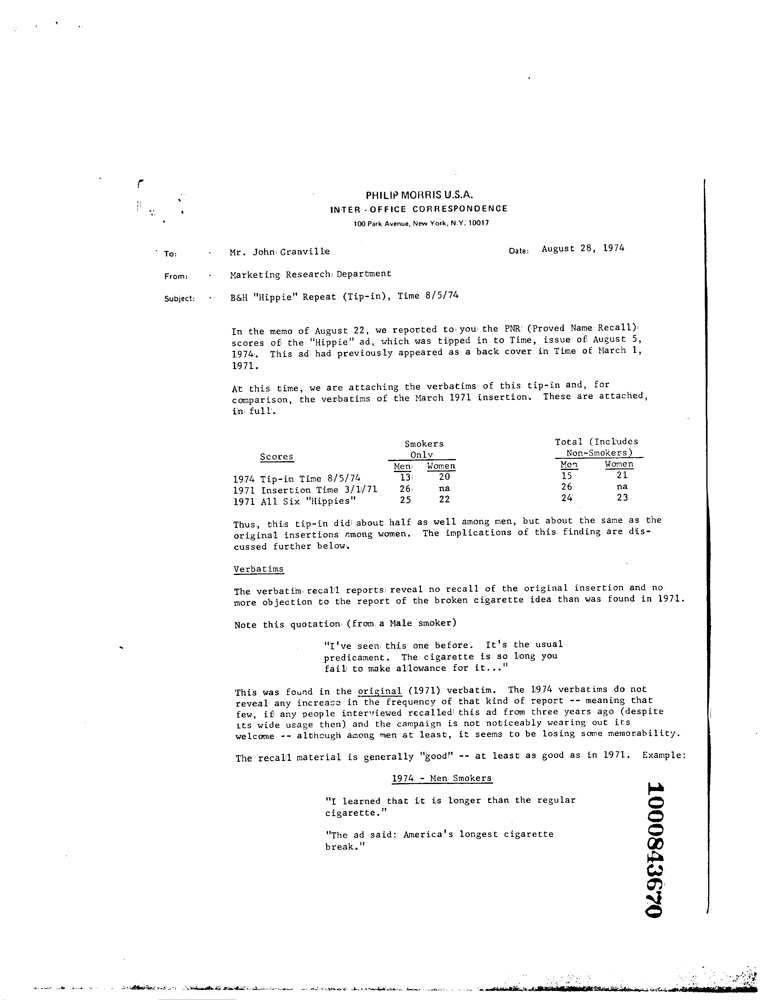 PHILIP MORRIS U.S.A.
INTER - OFFICE CORRESPONDENCE
100 Park Avenue, New York, N.Y. 10017
To: Mr. John Granville Date: August 28, 1974
From: Marketing Research Department
Subject: B&H "Hippie" Repeat (Tip-in), Time 8/5/74
In the memo of August 22, we reported to you the PNR (Proved Name Recall)
scores of the "Hippie" ad, which was tipped in to Time, issue of August 5,
1974. This ad had previously appeared as a back cover in Time of March 1,
1971.
At this time, we are attaching the verbatims of this tip-in and, for
comparison, the verbatims of the March 1971 insertion. These are attached,
in full.
Smokers Total (Includes
Scores Only Non-Smokers)
Men Women Men Women
1974 Tip-in Time 8/5/74 13 20 15 21
1971 Insertion Time 3/1/71 26 na 26 na
1971 All Six "Hippies" 25 22 24 23
Thus, this tip-in did about half as well among men, but about the same as the
original insertions among women. The implications of this finding are dis-
cussed further below.
Verbatims
The verbatim recall reports reveal no recall of the original insertion and no
more objection to the report of the broken cigarette idea than was found in 1971.
Note this quotation (from a Male smoker)
"I've seen this one before. It's the usual
predicament. The cigarette is so long you
fail to make allowance for it..."
This was found in the original (1971) verbatim. The 1974 verbatims do not
reveal any increase in the frequency of that kind of report -- meaning that
few, if any people interviewed recalled this ad from three years ago (despite
its wide usage then) and the campaign is not noticeably wearing out its
welcome -- although among men at least, it seems to be losing some memorability.
The recall material is generally "good" -- at least as good as in 1971. Example:
1974 - Men Smokers
"I learned that it is longer than the regular
cigarette."
"The ad said: America's longest cigarette
break."
1000843670